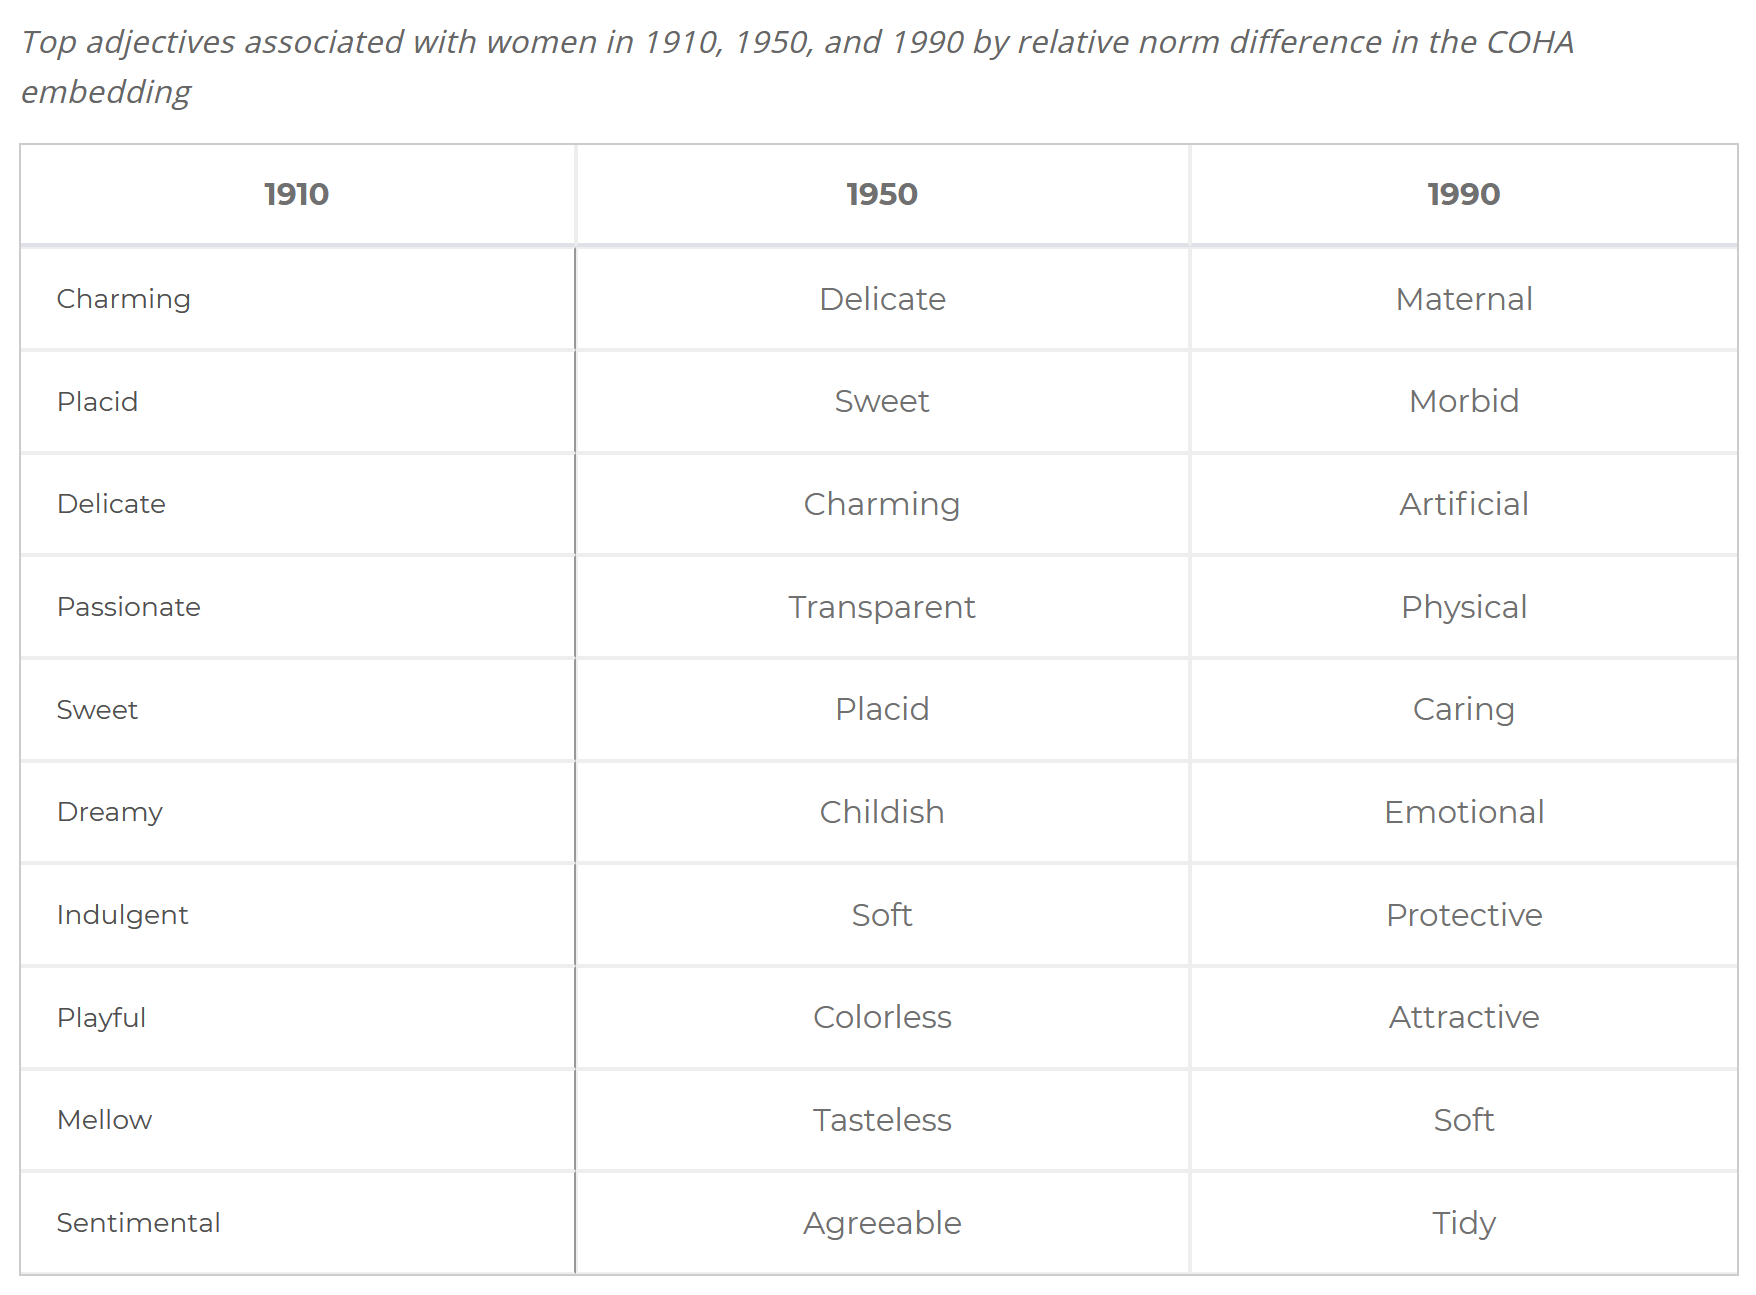 Top adjectives associated with women in 1910, 1950, and 1990 by relative norm difference in the COHA
embedding
1910 1950 1990
Charming Delicate Maternal
Placid Sweet Morbid
Delicate Charming Artificial
Passionate Transparent Physical
Sweet Placid Caring
Dreamy Childish Emotional
Indulgent Soft Protective
Playful Colorless Attractive
Mellow Tasteless Soft
Sentimental Agreeable Tidy